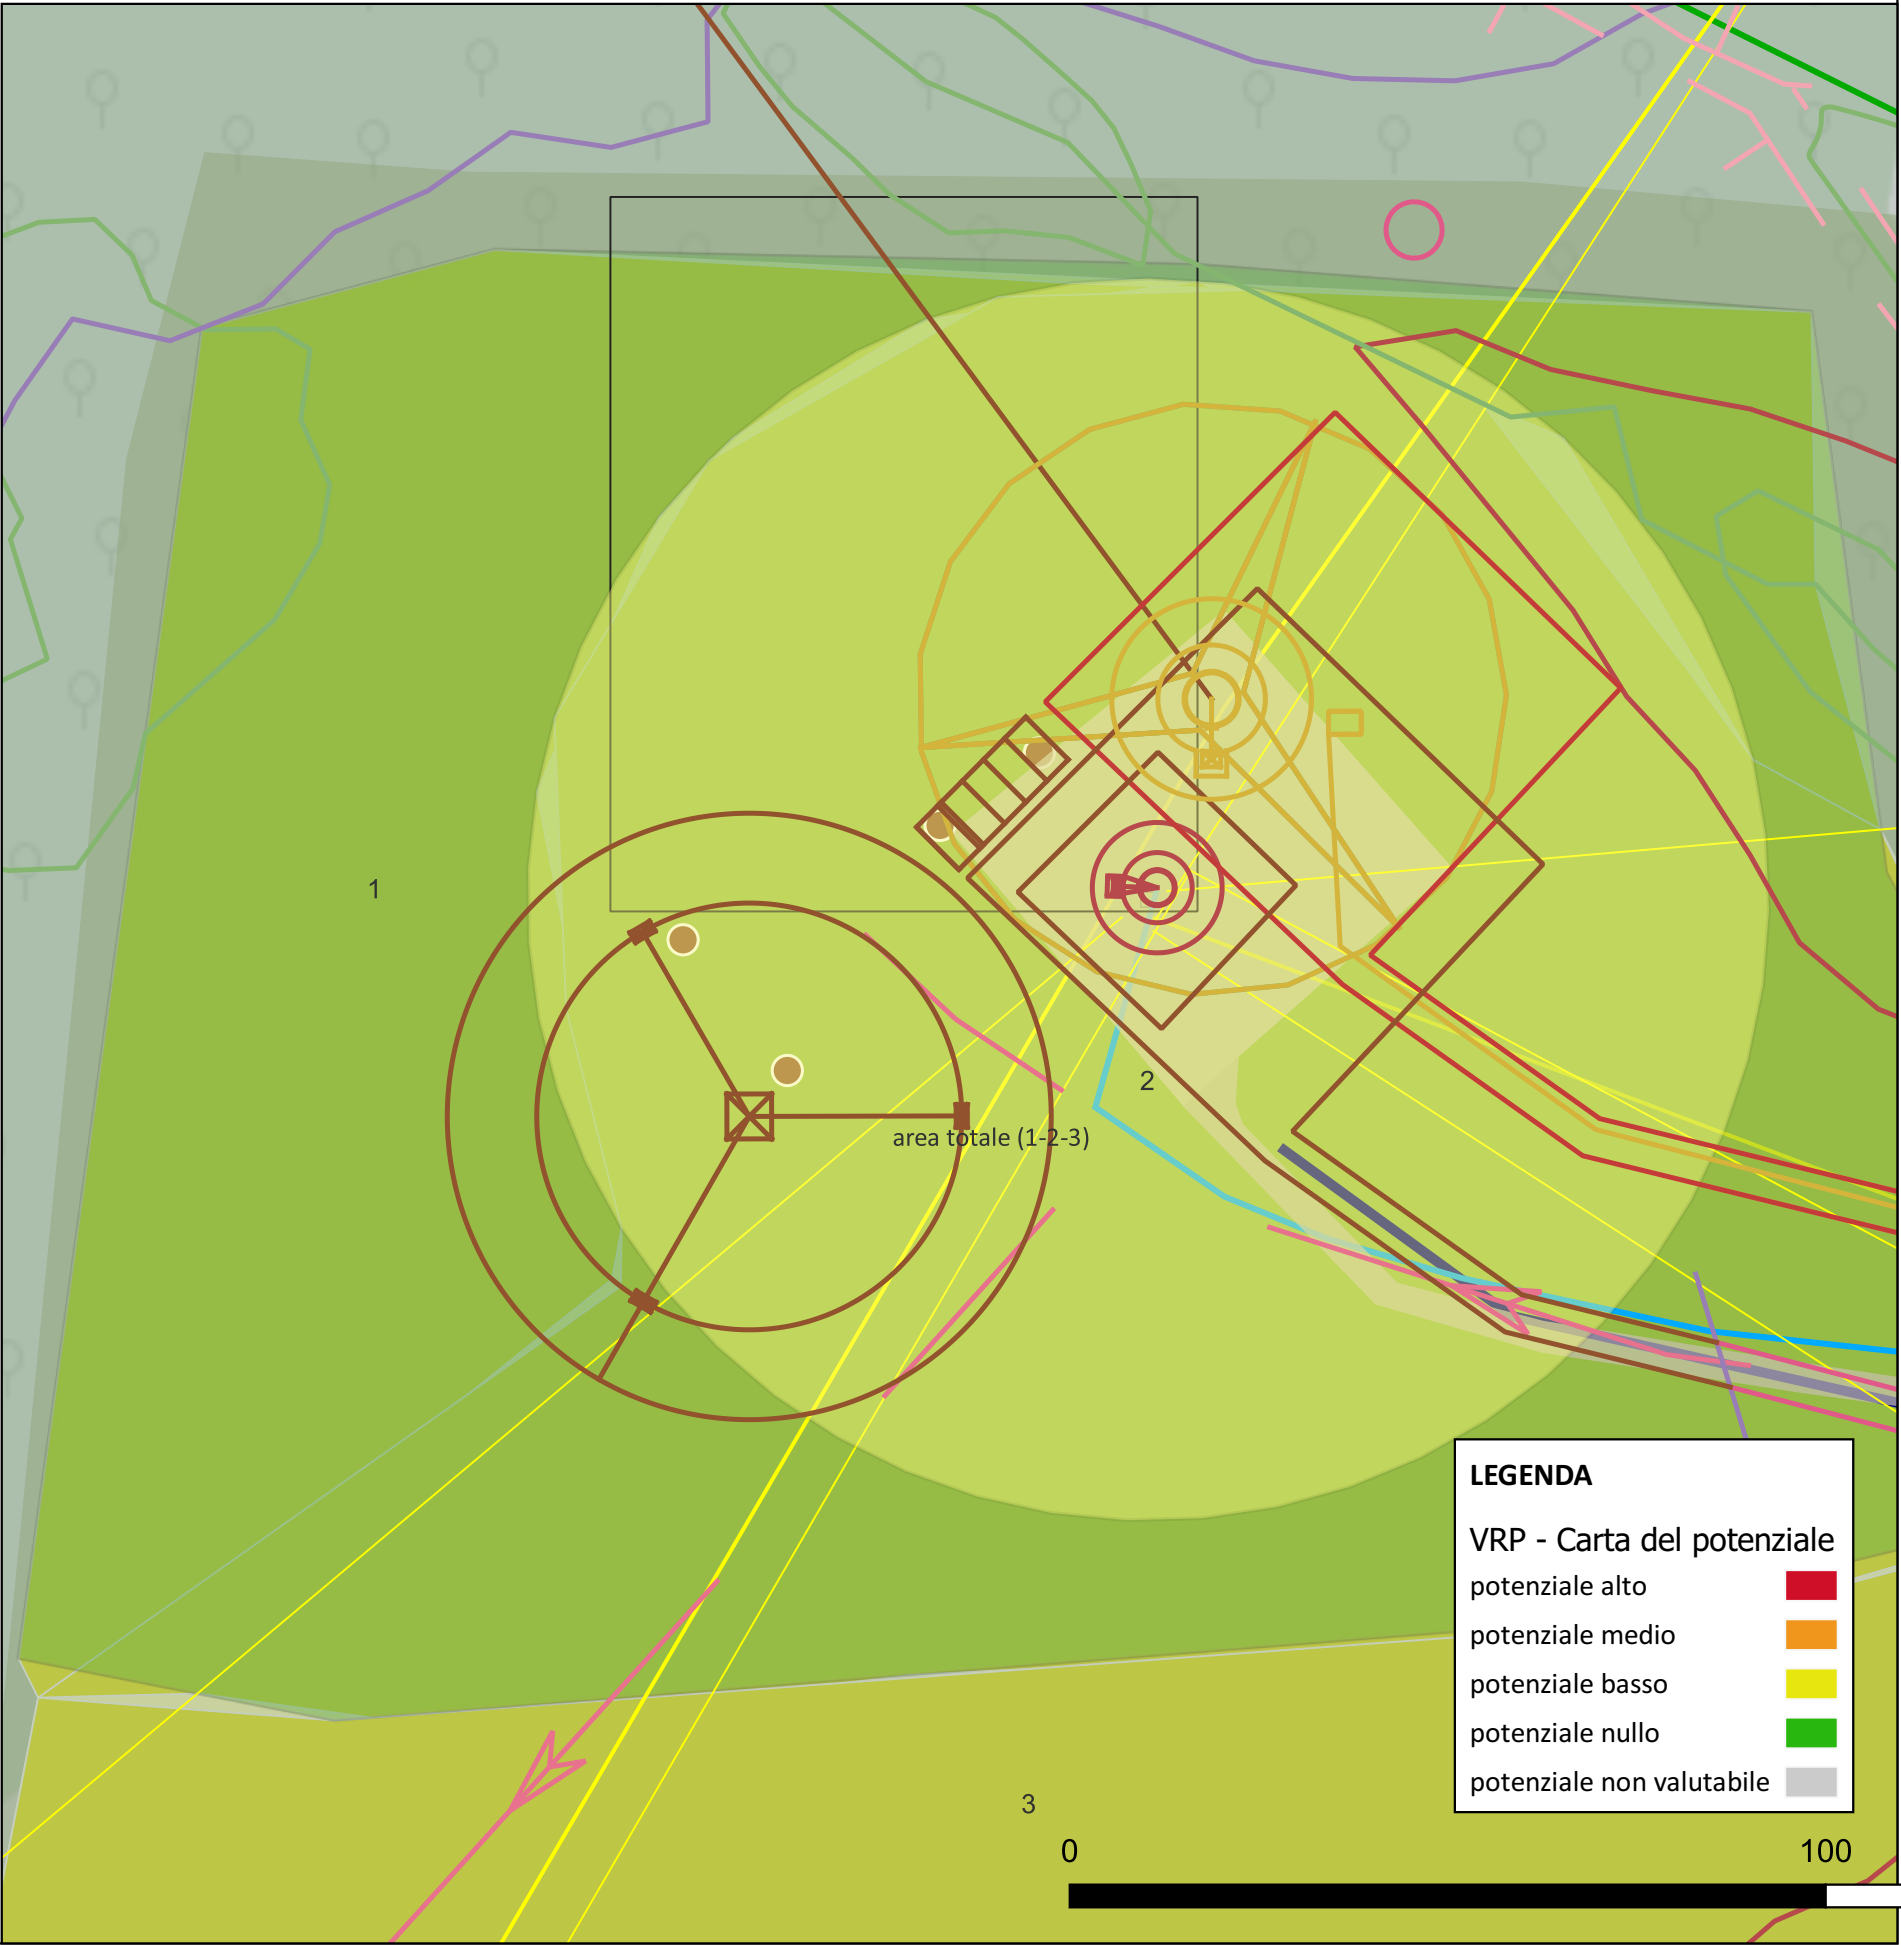 1
2
area totale (1-2-3)
LEGENDA
VRP - Carta del potenziale
potenziale alto
potenziale medio
potenziale basso
potenziale nullo
potenziale non valutabile
3
0 100